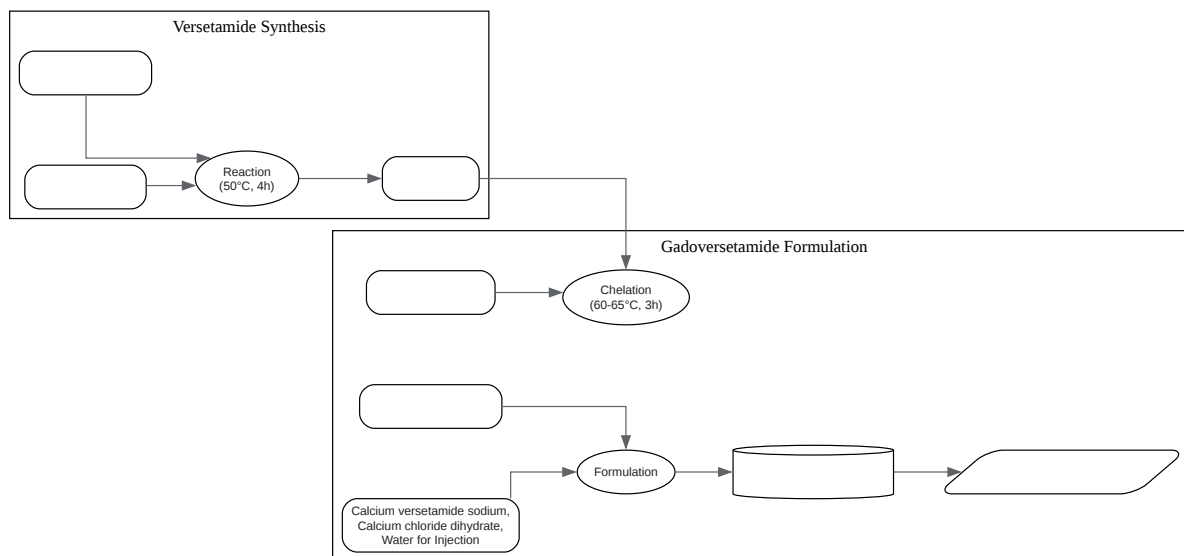 Versetamide Synthesis
Reaction
(50°C, 4h)
Gadoversetamide Formulation
Chelation
(60-65°C, 3h)
Formulation
Calcium versetamide sodium,
Calcium chloride dihydrate,
Water for Injection